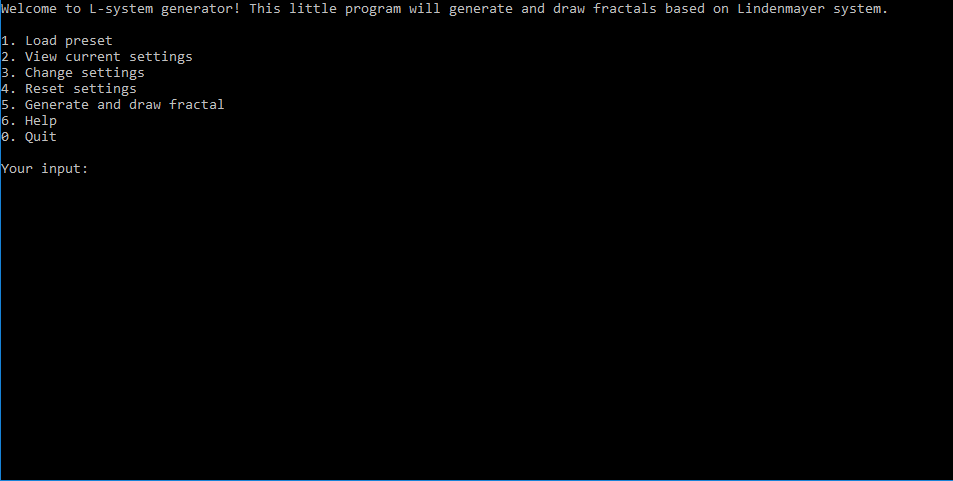 Welcome to L-system generator! This little program will generate and draw fractals based on Lindenmayer system.
1. Load preset
2. View current settings
3. Change settings
4. Reset settings
5. Generate and draw fractal
6. Help
0. Quit
Your input: